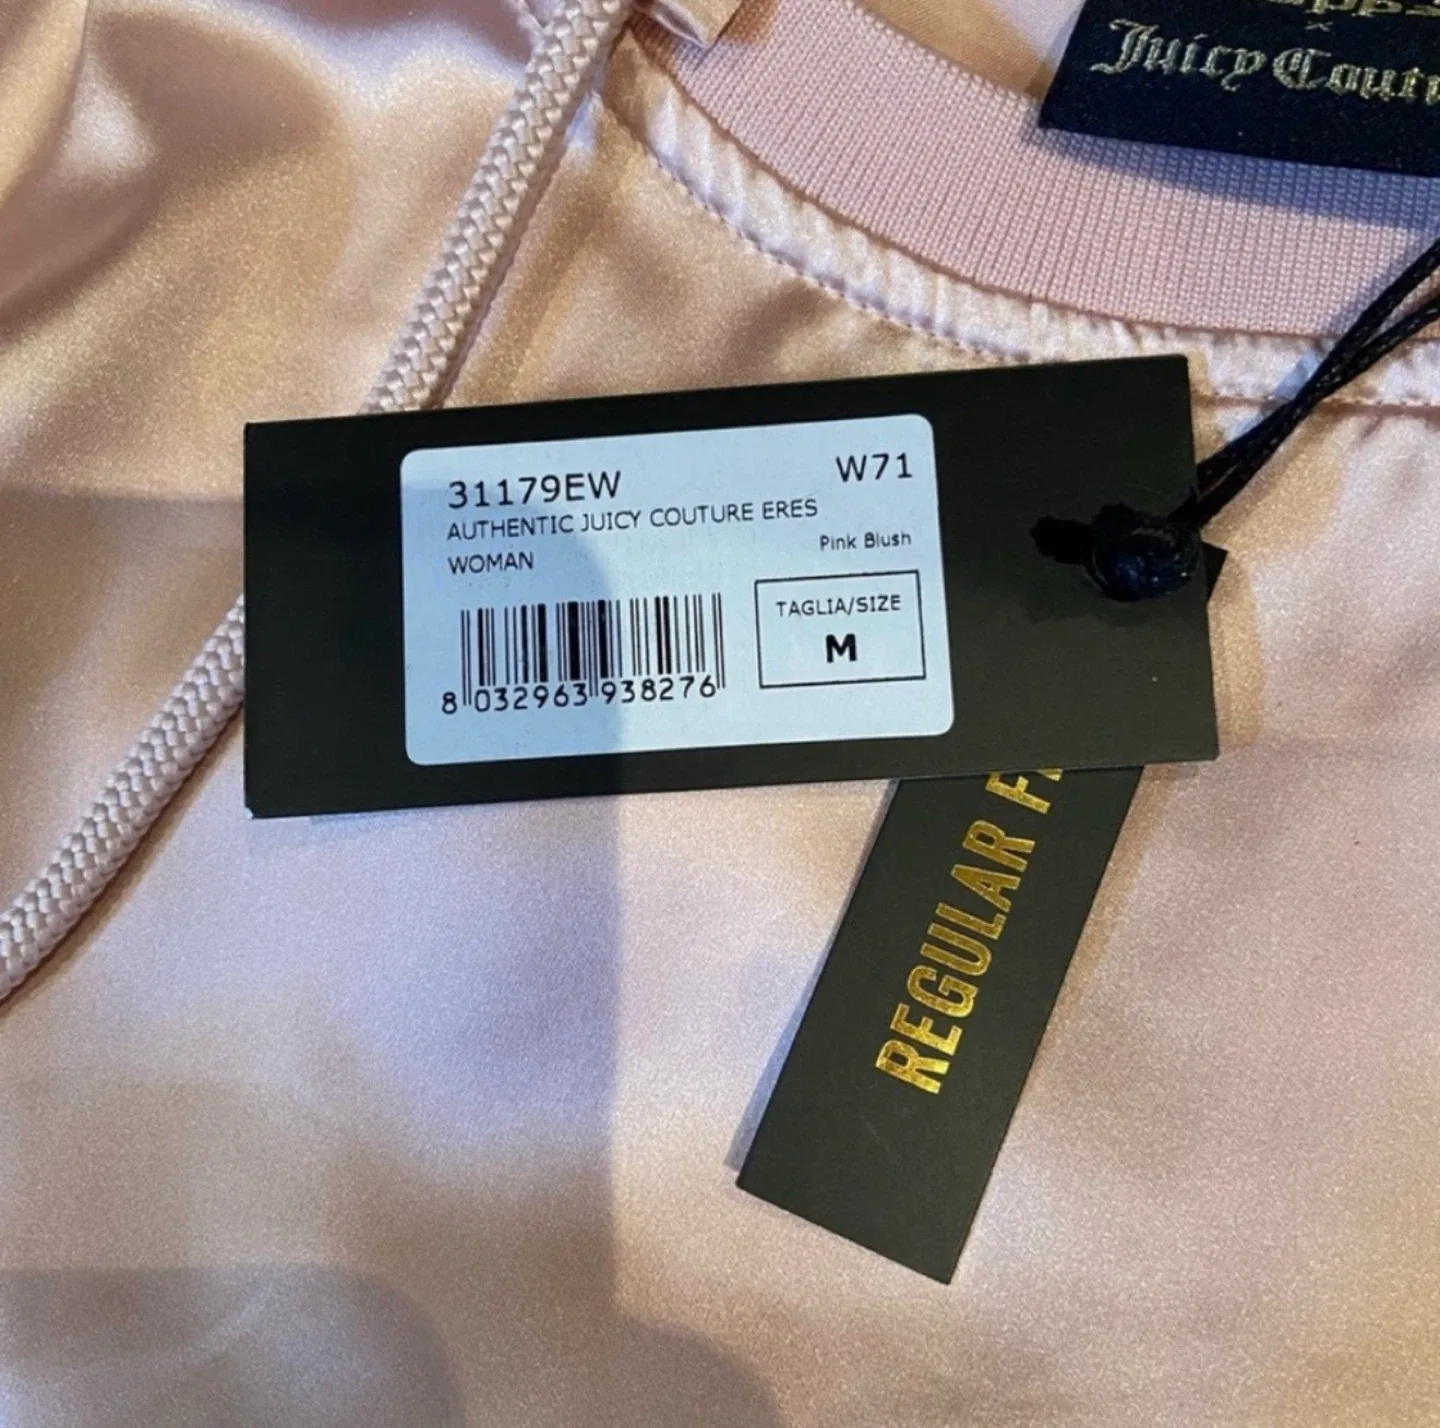 Juicy Coutu
31179EW
W71
AUTHENTIC JUICY COUTURE ERES
WOMAN
Pink Blush
TAGLIA/SIZE
M
8 032963 938276
REGULAR